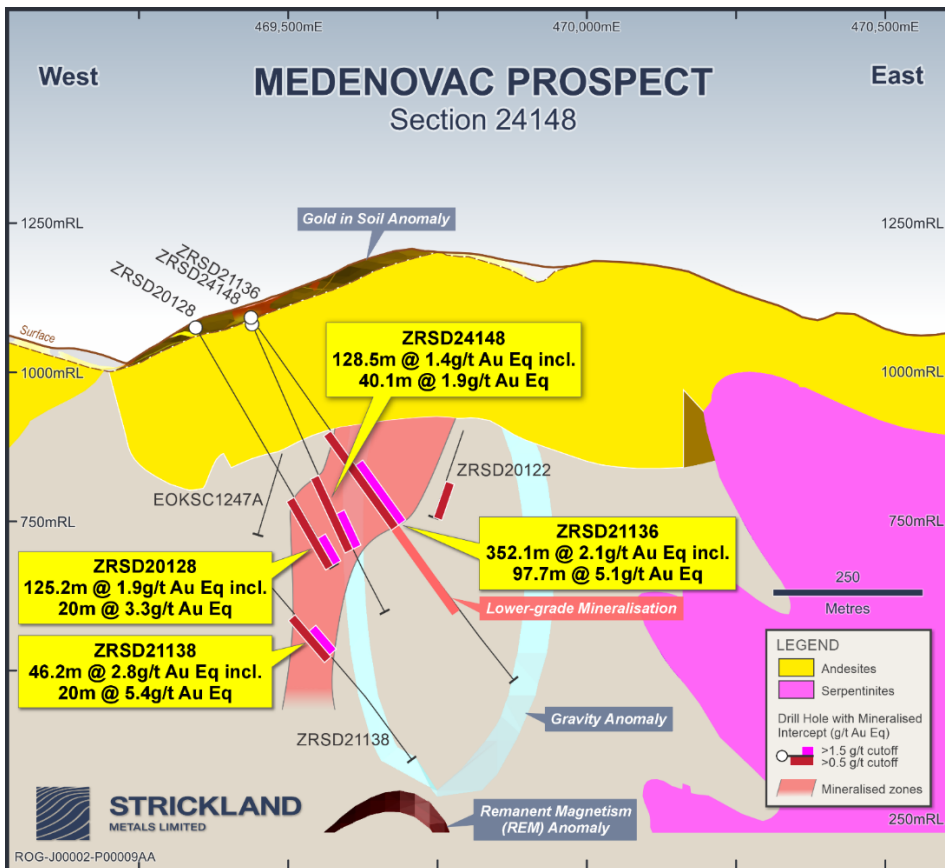 469,500mE
470,000mE
470,500mE
West
MEDENOVAC PROSPECT
East
Section 24148
1250mRL
1250mRL
Gold in Soil Anomaly
ZRSD21136
ZRSD24148
ZRSD20128
Surface
ZRSD24148
128.5m @ 1.4g/t Au Eq incl.
40.1m @ 1.9g/t Au Eq
1000mRL
1000mRL
EOKSC1247A
ZRSD20122
750mRL
750mRL
ZRSD20128
125.2m @ 1.9g/t Au Eq incl.
20m @ 3.3g/t Au Eq
ZRSD21136
352.1m @ 2.1g/t Au Eq incl.
97.7m @ 5.1g/t Au Eq
250
Metres
Lower-grade Mineralisation
ZRSD21138
46.2m @ 2.8g/t Au Eq incl.
20m @ 5.4g/t Au Eq
LEGEND
Andesites
Serpentinites
Drill Hole with Mineralised
Intercept (g/t Au Eq)
>1.5 g/t cutoff
>0.5 g/t cutoff
Mineralised zones
Gravity Anomaly
ZRSD21138
STRICKLAND
METALS LIMITED
Remanent Magnetism
(REM) Anomaly
250mRL
ROG-J00002-P00009AA